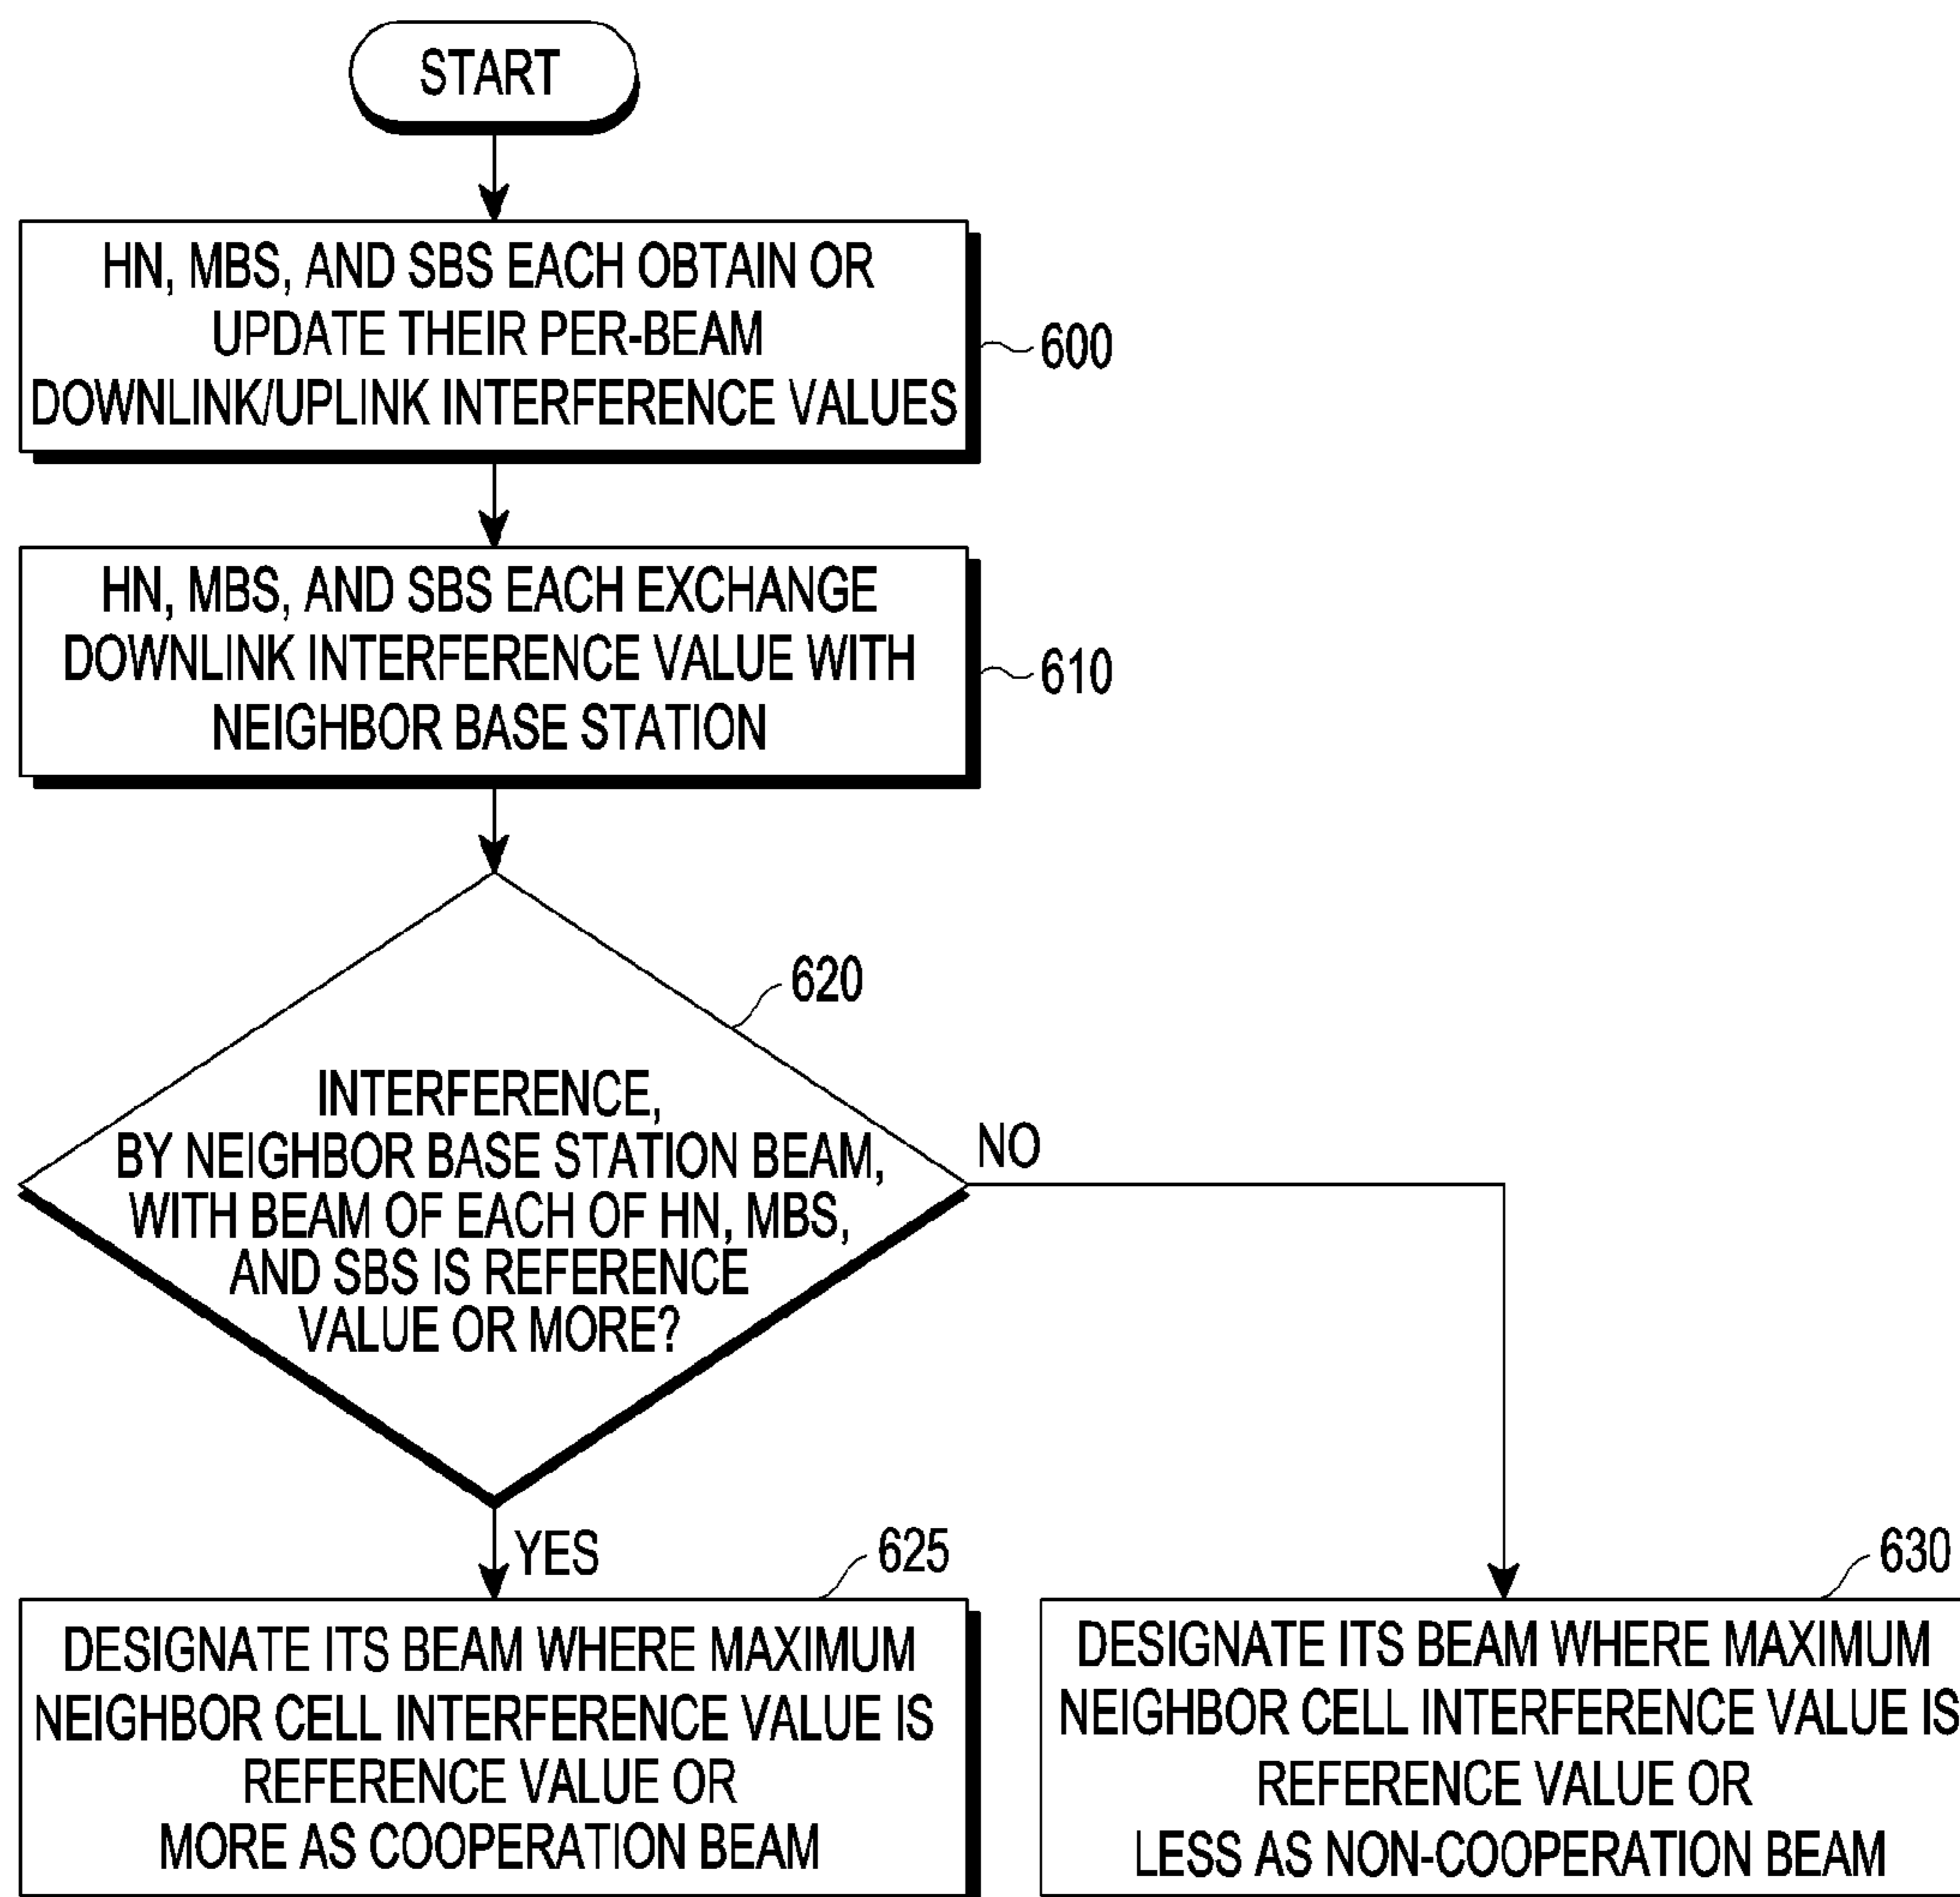 START
HN, MBS, AND SBS EACH OBTAIN OR
UPDATE THEIR PER-BEAM
DOWNLINK/UPLINK INTERFERENCE VALUES
600
HN, MBS, AND SBS EACH EXCHANGE
DOWNLINK INTERFERENCE VALUE WITH
NEIGHBOR BASE STATION
610
620
INTERFERENCE,
BY NEIGHBOR BASE STATION BEAM,
WITH BEAM OF EACH OF HN, MBS,
AND SBS IS REFERENCE
VALUE OR MORE?
NO
YES
625
DESIGNATE ITS BEAM WHERE MAXIMUM
NEIGHBOR CELL INTERFERENCE VALUE IS
REFERENCE VALUE OR
MORE AS COOPERATION BEAM
630
DESIGNATE ITS BEAM WHERE MAXIMUM
NEIGHBOR CELL INTERFERENCE VALUE IS
REFERENCE VALUE OR
LESS AS NON-COOPERATION BEAM